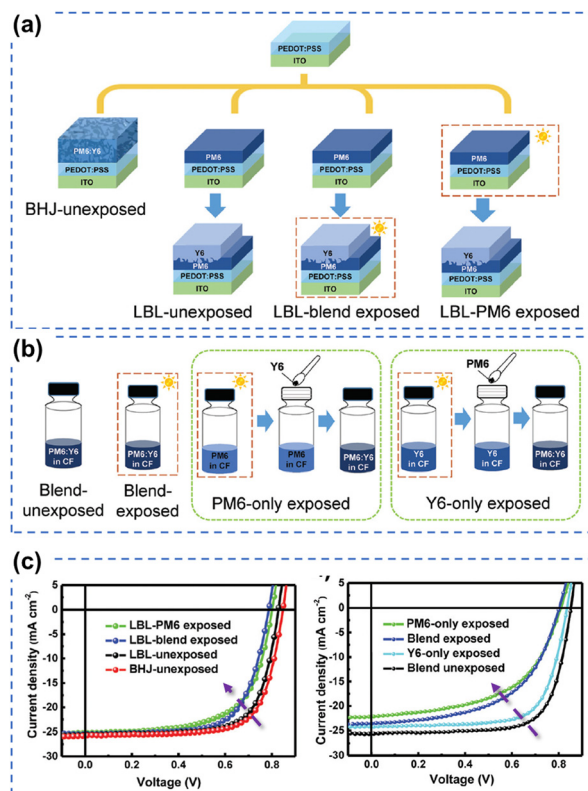 (a)
PEDOT:PSS
ITO
PM6:Y6
PEDOT:PSS
ITO
BHJ-unexposed
PM6
PEDOT:PSS
ITO
PM6
PEDOT:PSS
ITO
PM6
PEDOT:PSS
ITO
Y6
PM6
PEDOT:PSS
ITO
LBL-unexposed
Y6
PM6
PEDOT:PSS
ITO
LBL-blend exposed
Y6
PM6
PEDOT:PSS
ITO
LBL-PM6 exposed
(b)
PM6:Y6
in CF
Blend-
unexposed
PM6:Y6
in CF
Blend-
exposed
PM6
in CF
Y6
PM6
in CF
PM6:Y6
in CF
PM6-only exposed
Y6
in CF
PM6
Y6
in CF
PM6:Y6
in CF
Y6-only exposed
(c)
Current density (mA cm-2)
5
0
-5
-10
-15
-20
-25
-30
LBL-PM6 exposed
LBL-blend exposed
LBL-unexposed
BHJ-unexposed
0.0 0.2 0.4 0.6 0.8
Voltage (V)
Current density (mA cm-2)
5
0
-5
-10
-15
-20
-25
-30
PM6-only exposed
Blend exposed
Y6-only exposed
Blend unexposed
0.0 0.2 0.4 0.6 0.8
Voltage (V)